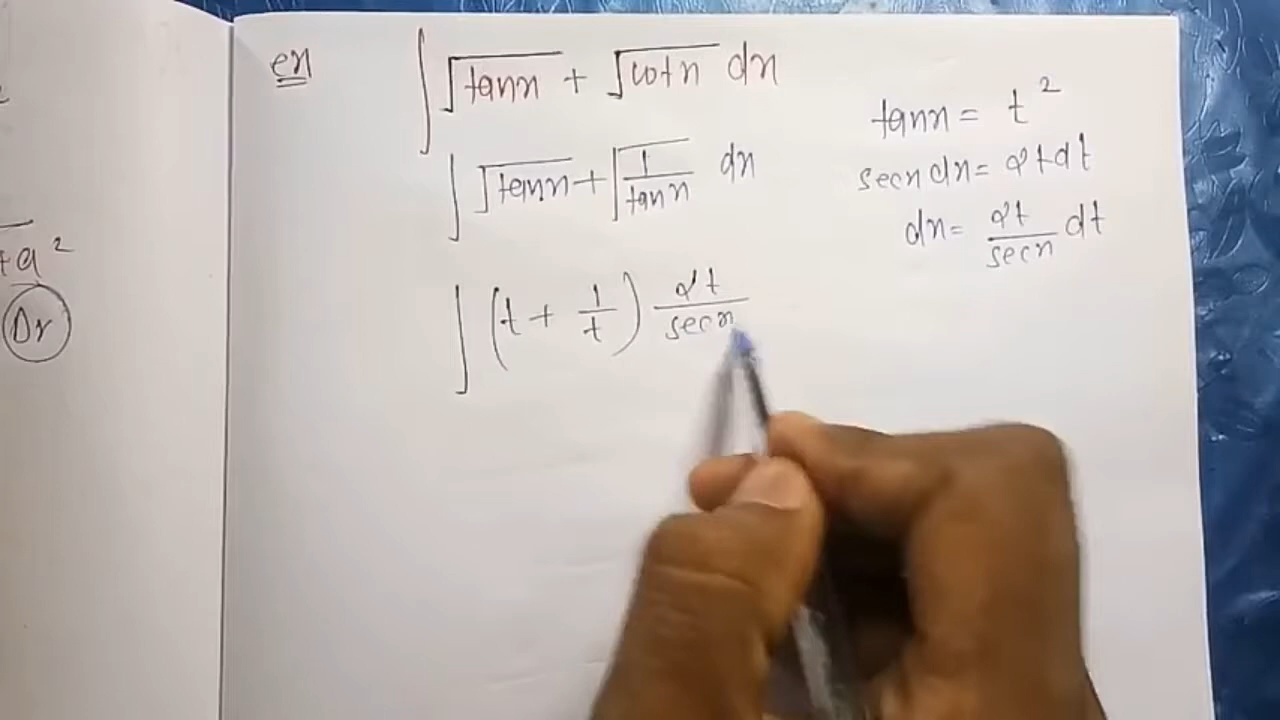 +a²
Dr
ex
∫ √tanx + √cotx dx
∫ √tanx + √(1/tanx) dx
∫ (t + 1/t) 2t/secx
tanx = t²
secx dx = 2t dt
dx = 2t/secx dt